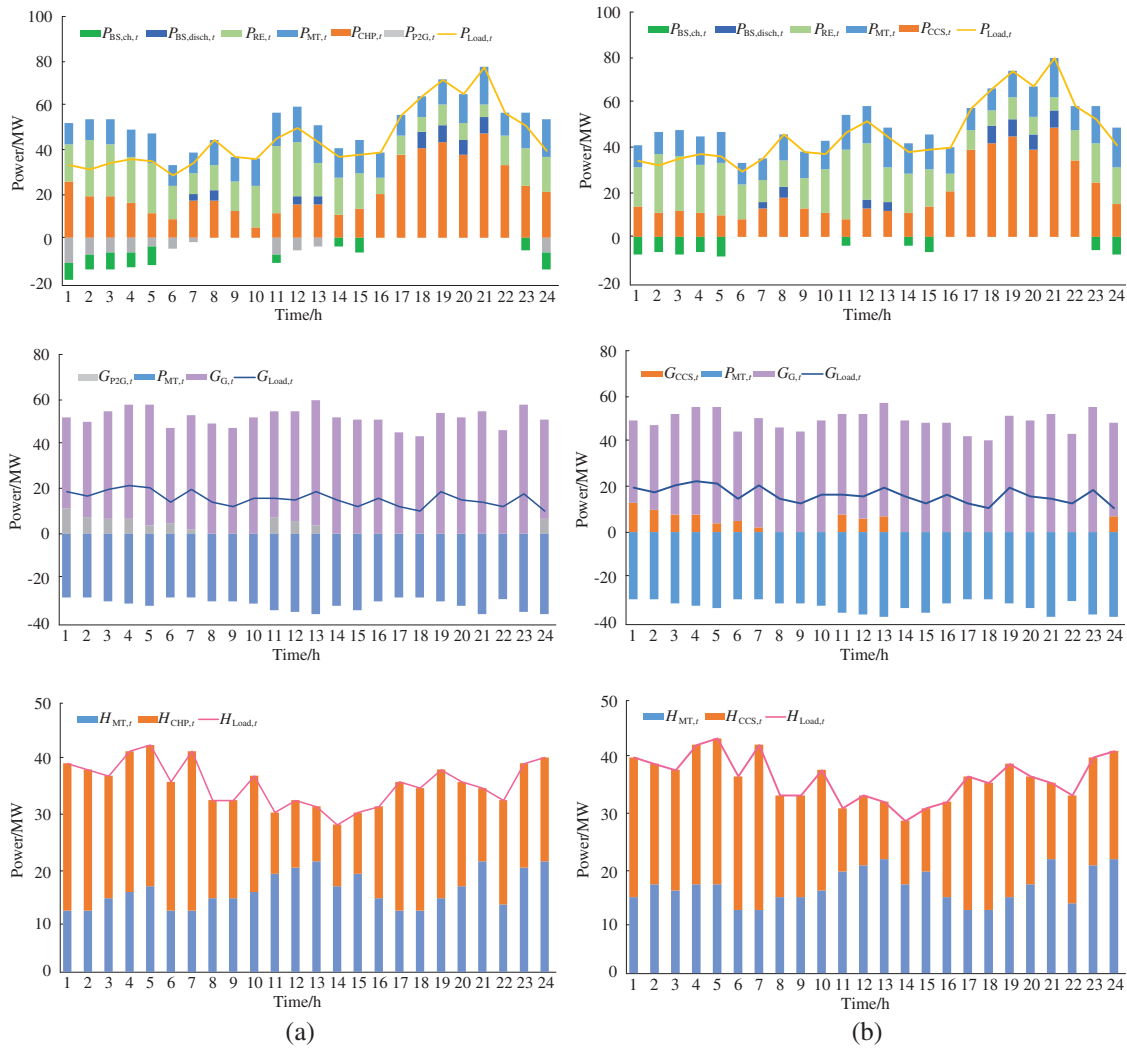 100
80
60
40
20
0
-20
Power/MW
P_BS,ch,t P_BS,disch,t P_RE,t P_MT,t P_CHP,t P_P2G,t P_Load,t
1 2 3 4 5 6 7 8 9 10 11 12 13 14 15 16 17 18 19 20 21 22 23 24
Time/h
100
80
60
40
20
0
-20
Power/MW
P_BS,ch,t P_BS,disch,t P_RE,t P_MT,t P_CCS,t P_Load,t
1 2 3 4 5 6 7 8 9 10 11 12 13 14 15 16 17 18 19 20 21 22 23 24
Time/h
80
60
40
20
0
-20
-40
Power/MW
G_P2G,t P_MT,t G_G,t G_Load,t
1 2 3 4 5 6 7 8 9 10 11 12 13 14 15 16 17 18 19 20 21 22 23 24
Time/h
80
60
40
20
0
-20
-40
Power/MW
G_CCS,t P_MT,t G_G,t G_Load,t
1 2 3 4 5 6 7 8 9 10 11 12 13 14 15 16 17 18 19 20 21 22 23 24
Time/h
50
40
30
20
10
0
Power/MW
H_MT,t H_CHP,t H_Load,t
1 2 3 4 5 6 7 8 9 10 11 12 13 14 15 16 17 18 19 20 21 22 23 24
Time/h
(a)
50
40
30
20
10
0
Power/MW
H_MT,t H_CCS,t H_Load,t
1 2 3 4 5 6 7 8 9 10 11 12 13 14 15 16 17 18 19 20 21 22 23 24
Time/h
(b)